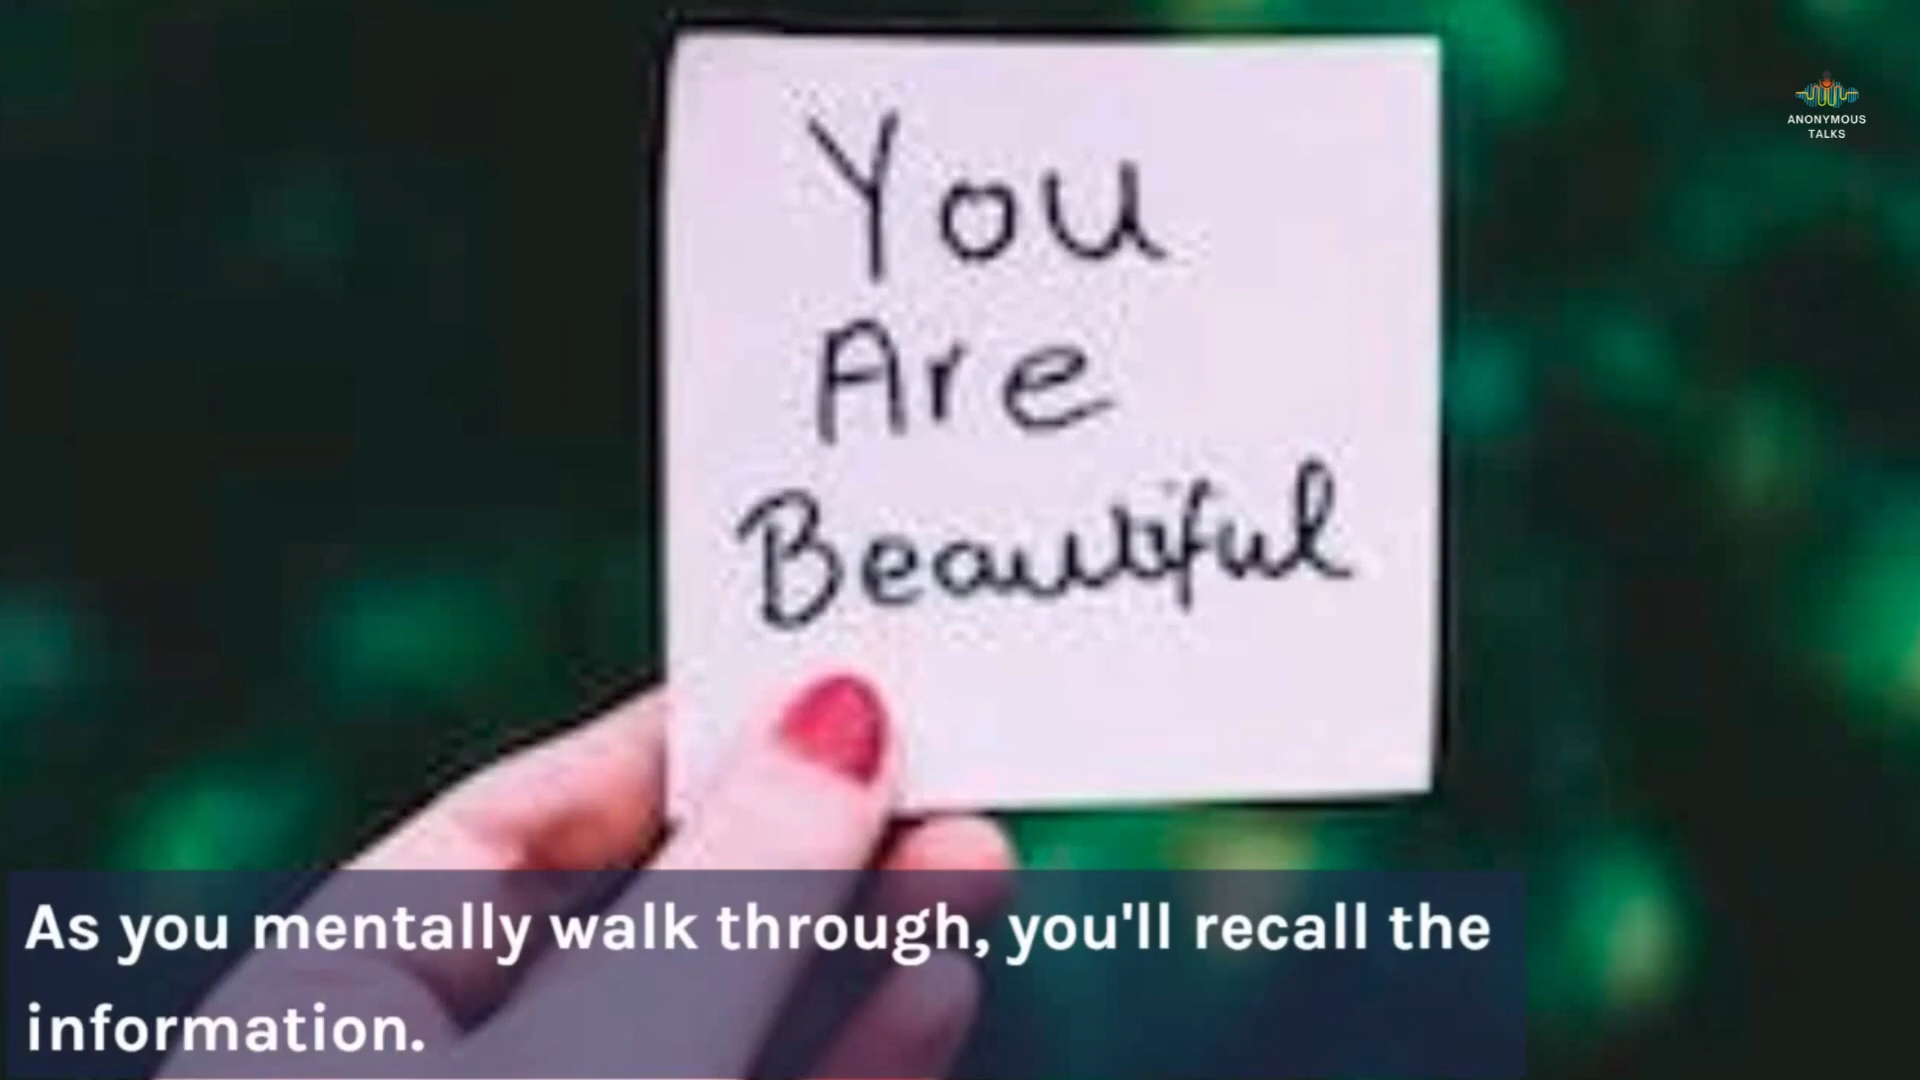 You
Are
Beautiful
ANONYMOUS
TALKS
As you mentally walk through, you'll recall the
information.